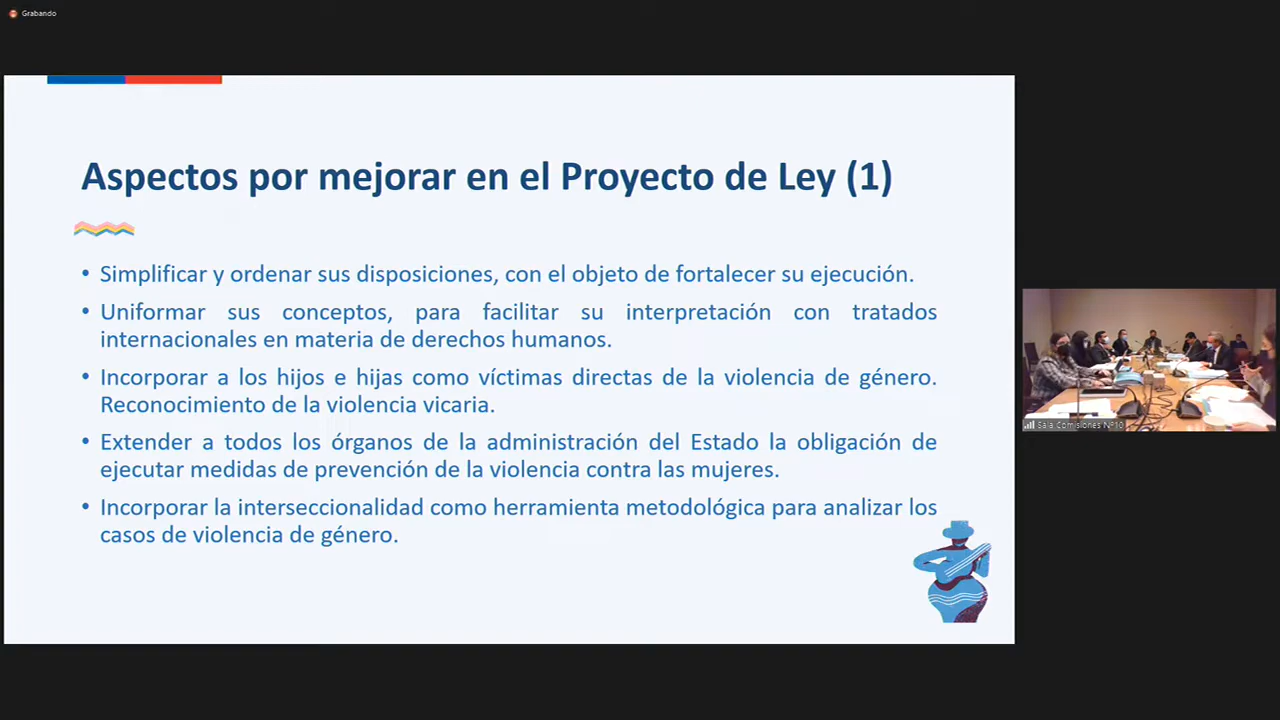 Grabando
Aspectos por mejorar en el Proyecto de Ley (1)
• Simplificar y ordenar sus disposiciones, con el objeto de fortalecer su ejecución.
• Uniformar sus conceptos, para facilitar su interpretación con tratados
internacionales en materia de derechos humanos.
• Incorporar a los hijos e hijas como víctimas directas de la violencia de género.
Reconocimiento de la violencia vicaria.
• Extender a todos los órganos de la administración del Estado la obligación de
ejecutar medidas de prevención de la violencia contra las mujeres.
• Incorporar la interseccionalidad como herramienta metodológica para analizar los
casos de violencia de género.
Sala Comisiones Nº10